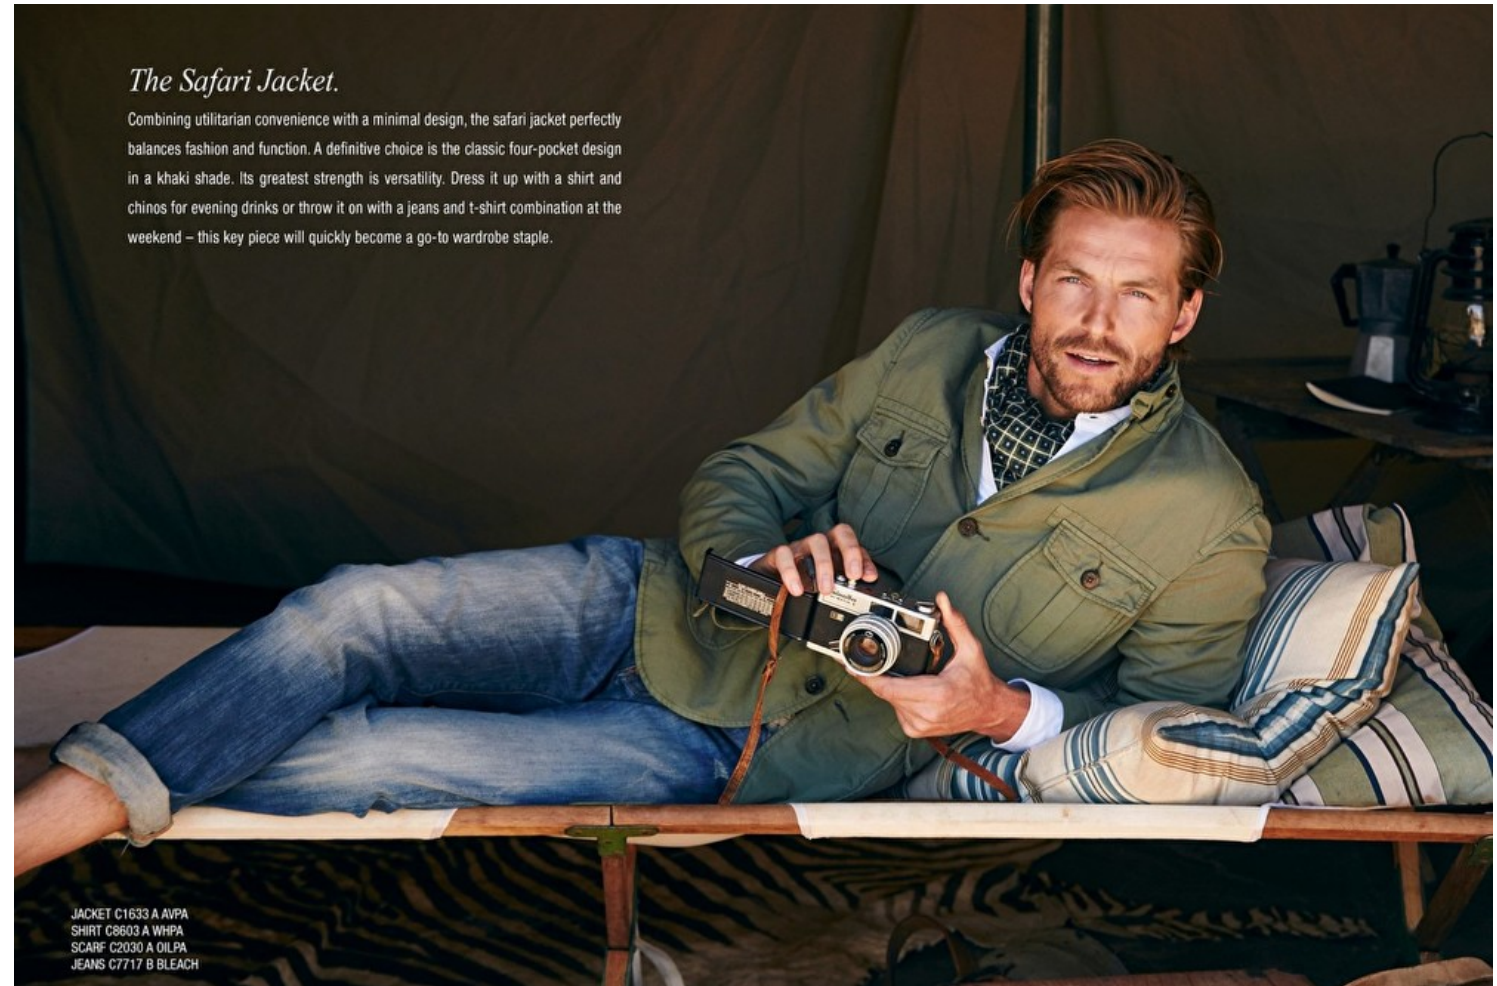 The Safari Jacket.
Combining utilitarian convenience with a minimal design, the safari jacket perfectly
balances fashion and function. A definitive choice is the classic four-pocket design
in a khaki shade. Its greatest strength is versatility. Dress it up with a shirt and
chinos for evening drinks or throw it on with a jeans and t-shirt combination at the
weekend – this key piece will quickly become a go-to wardrobe staple.
JACKET C1633 A AVPA
SHIRT C8603 A WHPA
SCARF C2030 A OILPA
JEANS C7717 B BLEACH